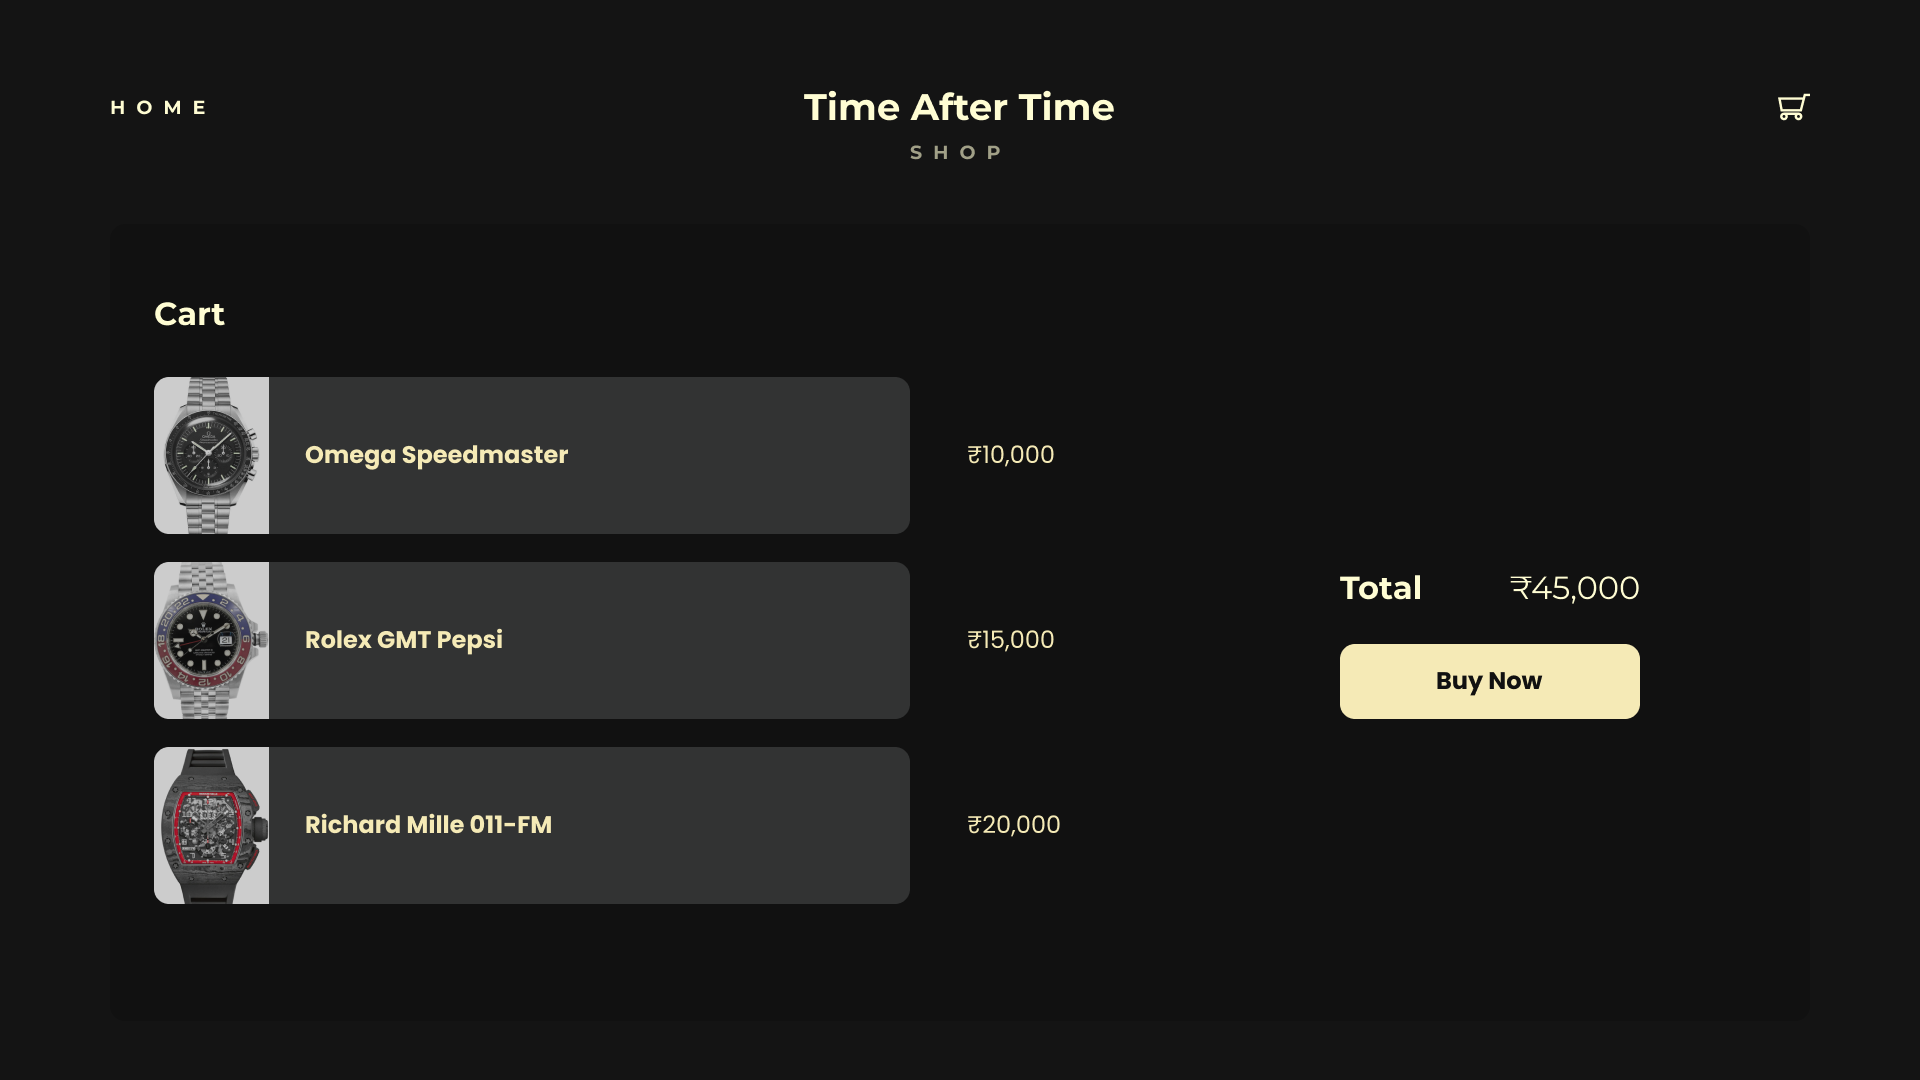 HOME
Time After Time
SHOP
Cart
Omega Speedmaster
₹10,000
Rolex GMT Pepsi
₹15,000
Total
₹45,000
Buy Now
Richard Mille 011-FM
₹20,000